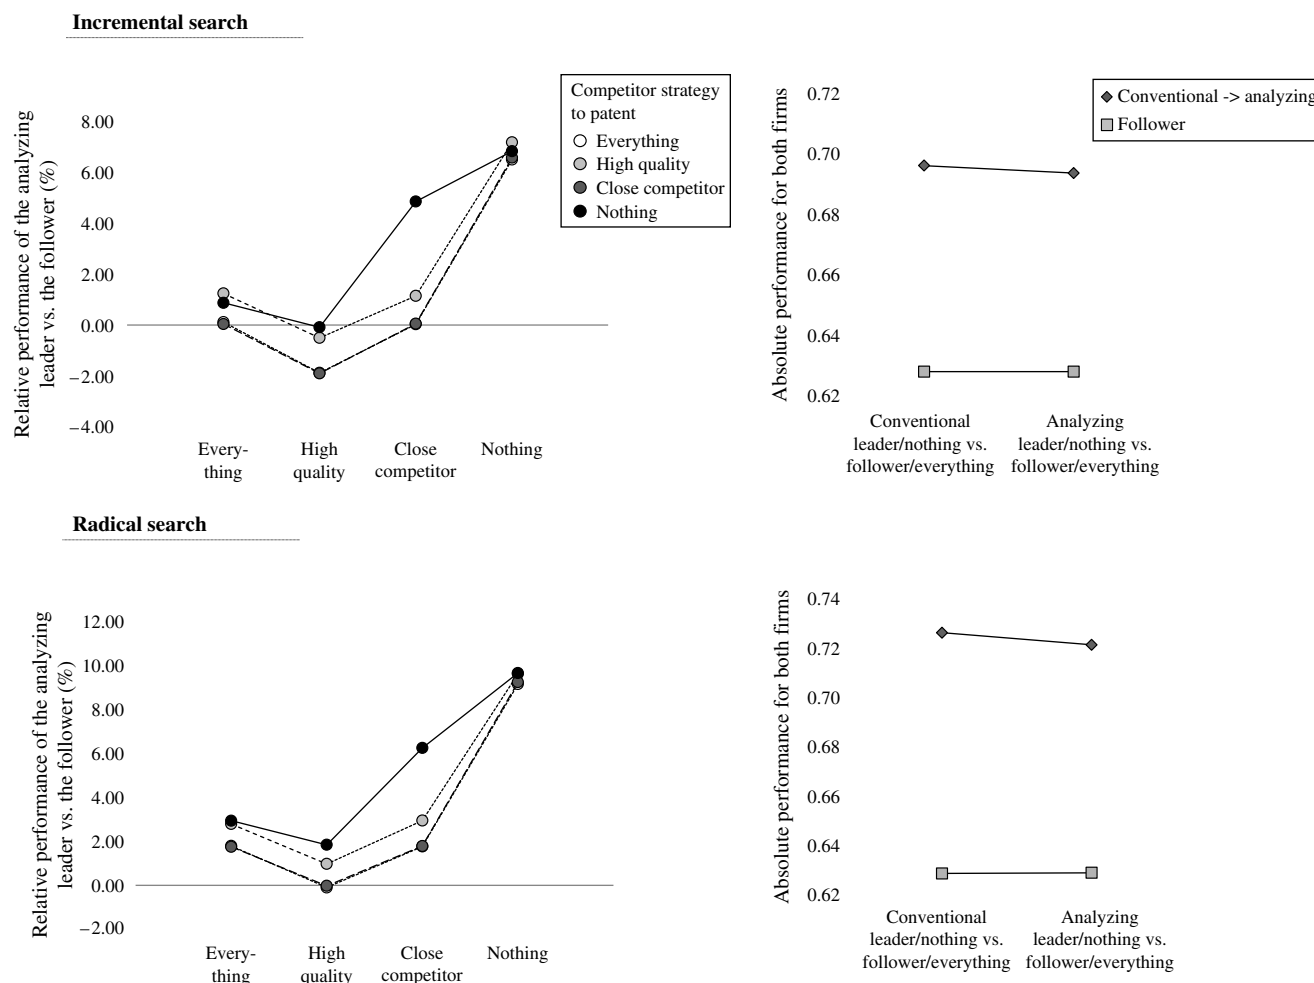 Incremental search
Relative performance of the analyzing
leader vs. the follower (%)
8.00
6.00
4.00
2.00
0.00
−2.00
−4.00
Every-
thing
High
quality
Close
competitor
Nothing
Competitor strategy
to patent
Everything
High quality
Close competitor
Nothing
Absolute performance for both firms
0.72
0.70
0.68
0.66
0.64
0.62
Conventional -> analyzing
Follower
Conventional
leader/nothing vs.
follower/everything
Analyzing
leader/nothing vs.
follower/everything
Radical search
Relative performance of the analyzing
leader vs. the follower (%)
12.00
10.00
8.00
6.00
4.00
2.00
0.00
−2.00
Every-
thing
High
quality
Close
competitor
Nothing
Absolute performance for both firms
0.74
0.72
0.70
0.68
0.66
0.64
0.62
Conventional
leader/nothing vs.
follower/everything
Analyzing
leader/nothing vs.
follower/everything